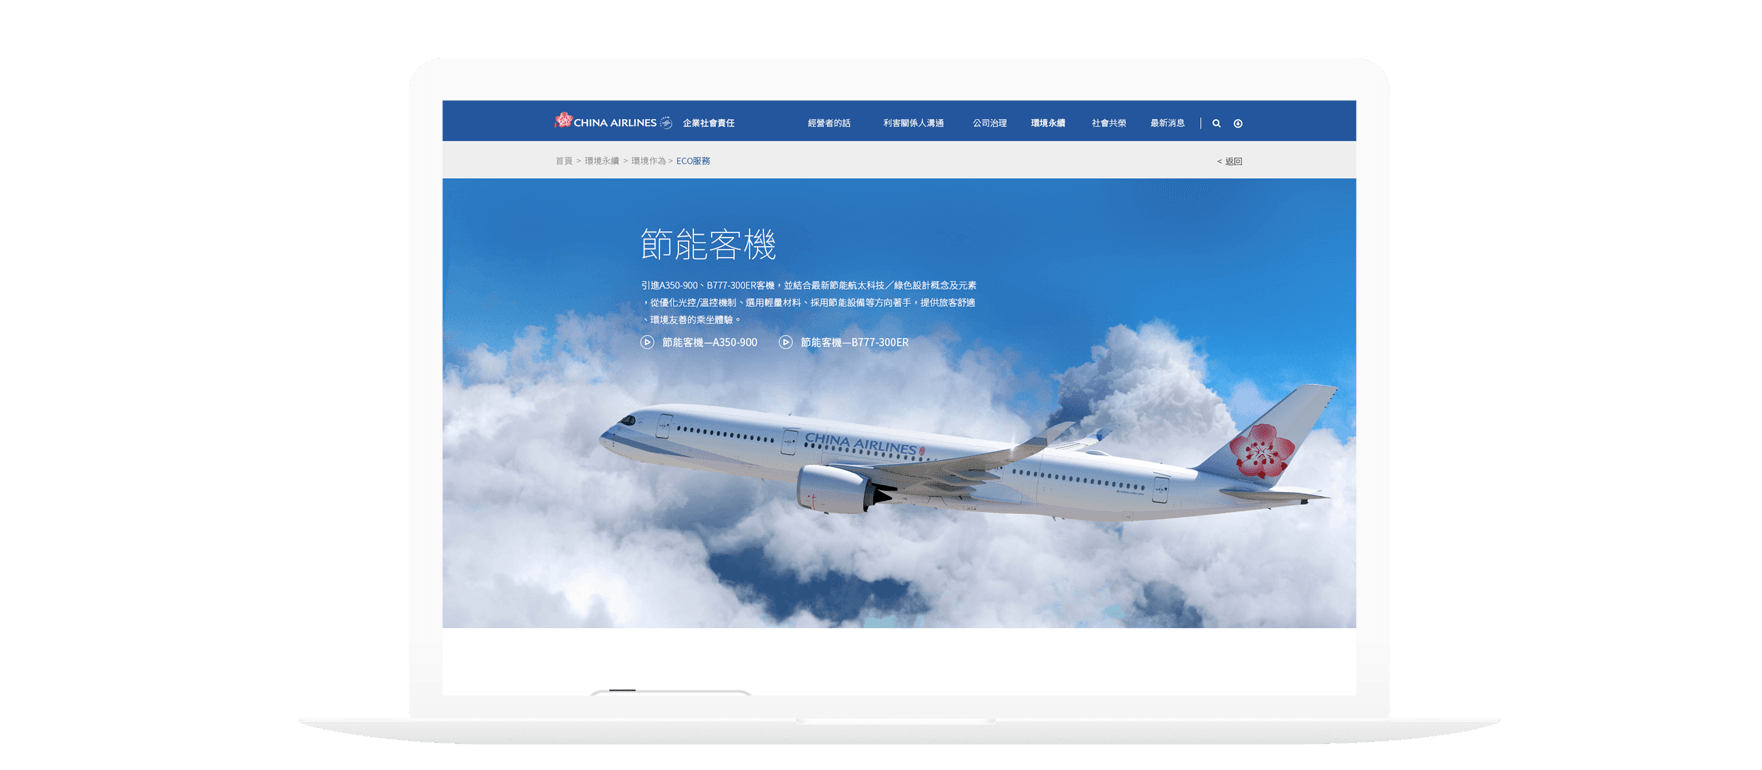 CHINA AIRLINES 企業社會責任 經營者的話 利害關係人溝通 公司治理 環境永續 社會共榮 最新消息
首頁 > 環境永續 > 環境作為 > ECO服務 < 返回
節能客機
引進A350-900、B777-300ER客機，並結合最新節能航太科技／綠色設計概念及元素
，從優化光控/溫控機制、選用輕量材料、採用節能設備等方向著手，提供旅客舒適
、環境友善的乘坐體驗。
節能客機—A350-900 節能客機—B777-300ER
CHINA AIRLINES